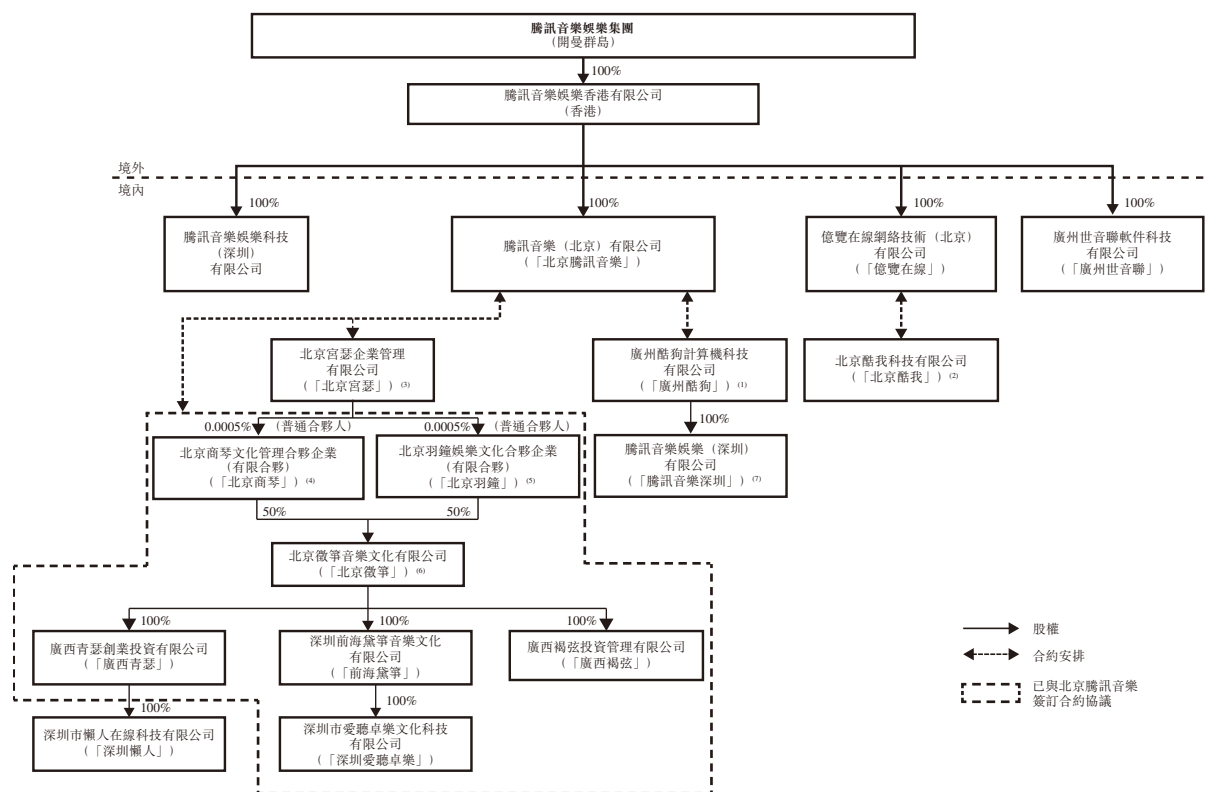 騰訊音樂娛樂集團
(開曼群島)
100%
騰訊音樂娛樂香港有限公司
(香港)
境外
境內
100%
100%
100%
100%
騰訊音樂娛樂科技
(深圳)
有限公司
騰訊音樂（北京）有限公司
(「北京騰訊音樂」)
億覽在線網絡技術（北京）
有限公司
(「億覽在線」)
廣州世音聯軟件科技
有限公司
(「廣州世音聯」)
北京宮瑟企業管理
有限公司
(「北京宮瑟」) (3)
廣州酷狗計算機科技
有限公司
(「廣州酷狗」) (1)
北京酷我科技有限公司
(「北京酷我」) (2)
0.0005% (普通合夥人)
0.0005% (普通合夥人)
100%
北京商琴文化管理合夥企業
(有限合夥)
(「北京商琴」) (4)
北京羽鐘娛樂文化合夥企業
(有限合夥)
(「北京羽鐘」) (5)
騰訊音樂娛樂（深圳）
有限公司
(「騰訊音樂深圳」) (7)
50%
50%
北京徵箏音樂文化有限公司
(「北京徵箏」) (6)
100%
100%
100%
廣西青瑟創業投資有限公司
(「廣西青瑟」)
深圳前海黛箏音樂文化
有限公司
(「前海黛箏」)
廣西褐弦投資管理有限公司
(「廣西褐弦」)
100%
100%
深圳市懶人在線科技有限公司
(「深圳懶人」)
深圳市愛聽卓樂文化科技
有限公司
(「深圳愛聽卓樂」)
股權
合約安排
已與北京騰訊音樂
簽訂合約協議